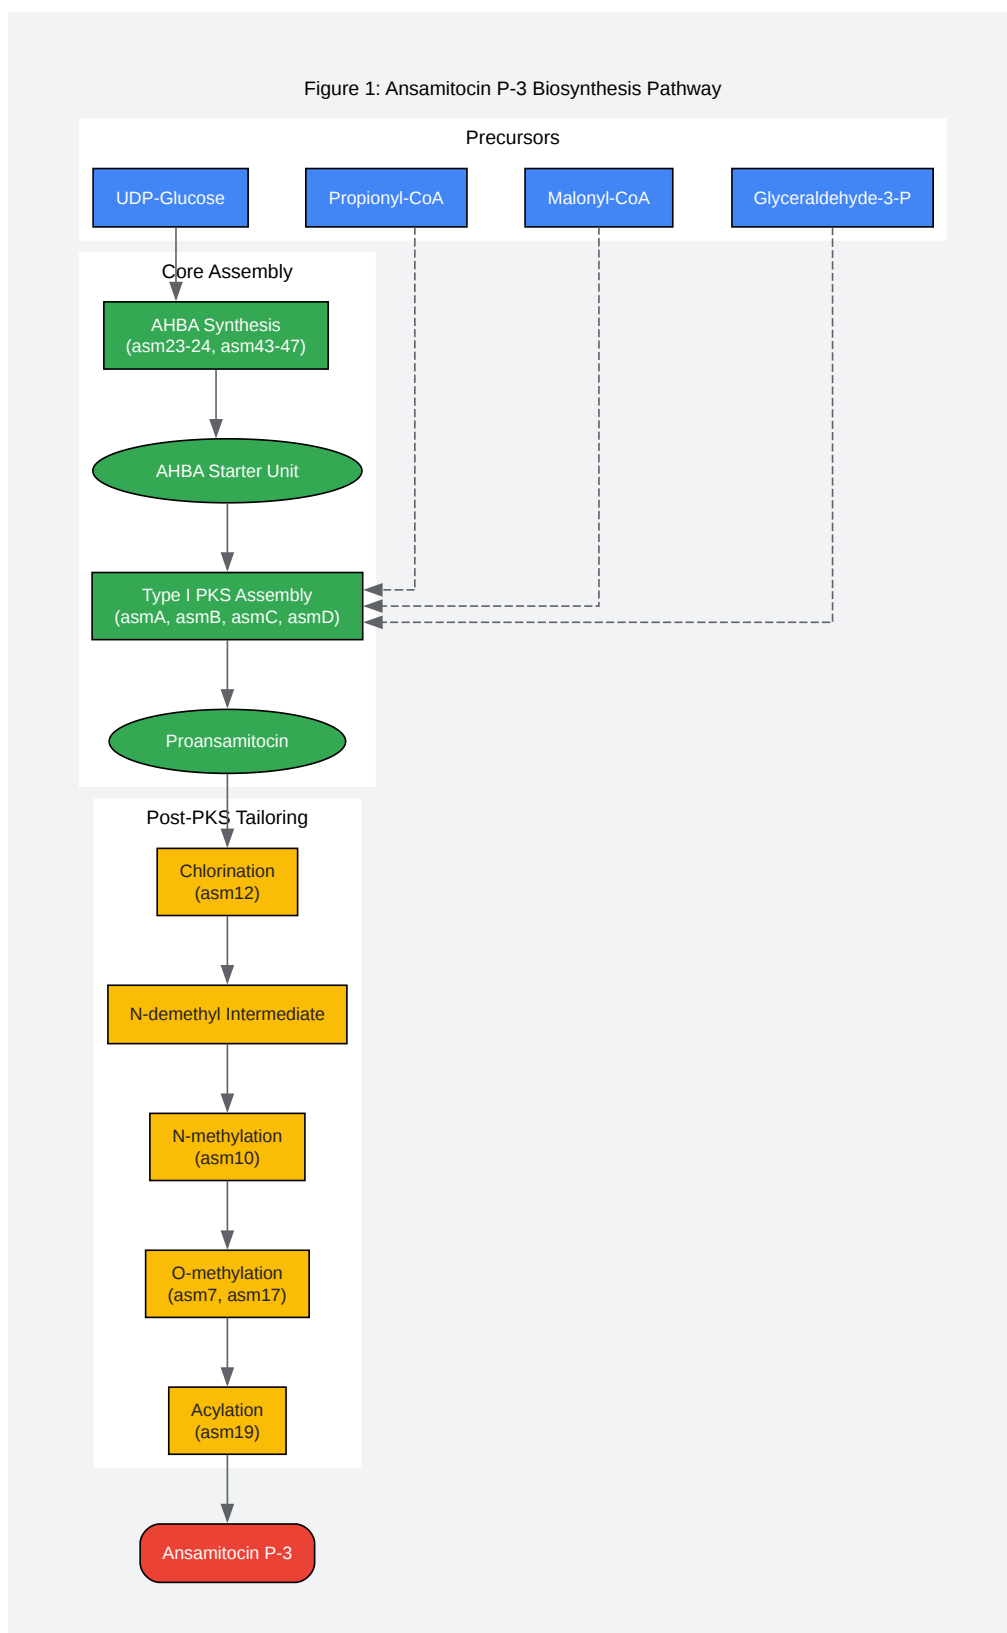 Figure 1: Ansamitocin P-3 Biosynthesis Pathway
Precursors
UDP-Glucose
Propionyl-CoA
Malonyl-CoA
Glyceraldehyde-3-P
Core Assembly
AHBA Synthesis
(asm23-24, asm43-47)
AHBA Starter Unit
Type I PKS Assembly
(asmA, asmB, asmC, asmD)
Proansamitocin
Post-PKS Tailoring
Chlorination
(asm12)
N-demethyl Intermediate
N-methylation
(asm10)
O-methylation
(asm7, asm17)
Acylation
(asm19)
Ansamitocin P-3